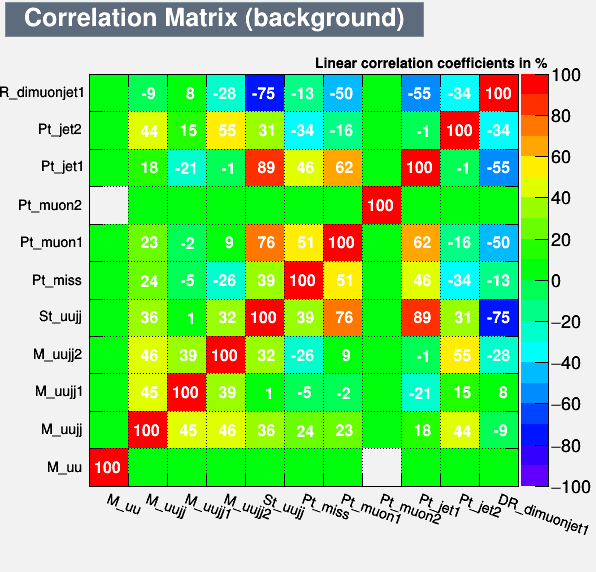 Correlation Matrix (background)
Linear correlation coefficients in %
R_dimuonjet1 -9 8 -28 -75 -13 -50 -55 -34 100
Pt_jet2 44 15 55 31 -34 -16 -1 100 -34
Pt_jet1 18 -21 -1 89 46 62 100 -1 -55
Pt_muon2 100
Pt_muon1 23 -2 9 76 51 100 62 -16 -50
Pt_miss 24 -5 -26 39 100 51 46 -34 -13
St_uujj 36 1 32 100 39 76 89 31 -75
M_uujj2 46 39 100 32 -26 9 -1 55 -28
M_uujj1 45 100 39 1 -5 -2 -21 15 8
M_uujj 100 45 46 36 24 23 18 44 -9
M_uu 100
M_uu M_uujj M_uujj1 M_uujj2 St_uujj Pt_miss Pt_muon1 Pt_muon2 Pt_jet1 Pt_jet2 DR_dimuonjet1
100
80
60
40
20
0
−20
−40
−60
−80
−100